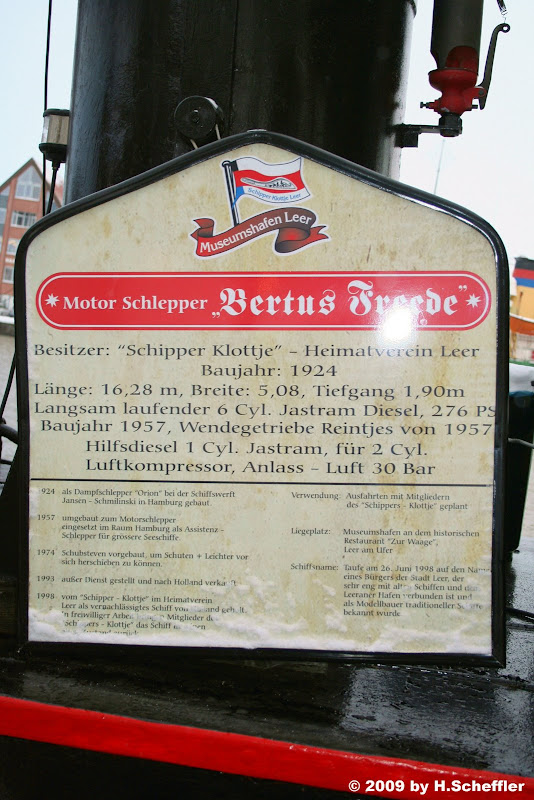 Schipper Klottje Leer
Museumshafen Leer
Motor Schlepper „Bertus Freede"
Besitzer: "Schipper Klottje" – Heimatverein Leer
Baujahr: 1924
Länge: 16,28 m, Breite: 5,08, Tiefgang 1,90m
Langsam laufender 6 Cyl. Jastram Diesel, 276 PS
Baujahr 1957, Wendegetriebe Reintjes von 1957
Hilfsdiesel 1 Cyl. Jastram, für 2 Cyl.
Luftkompressor, Anlass – Luft 30 Bar
1924 als Dampfschlepper "Orion" bei der Schiffswerft
Jansen – Schmilinski in Hamburg gebaut.
1957 umgebaut zum Motorschlepper
eingesetzt im Raum Hamburg als Assistenz –
Schlepper für grössere Seeschiffe.
1974 Schubsteven vorgebaut, um Schuten + Leichter vor
sich herschieben zu können.
1993 außer Dienst gestellt und nach Holland
1998 vom "Schipper – Klottje" im Heimatverein
Leer als vernachlässigtes Schiff von
in freiwilliger Mitglieder
"Schippers – Klottje" das Schiff
Verwendung: Ausfahrten mit Mitgliedern
des "Schippers – Klottje" geplant
Liegeplatz: Museumshafen an dem historischen
Restaurant "Zur Waage",
Leer am Ufer
Schiffsname: Taufe am 26. Juni 1998 auf den Namen
eines Bürgers der Stadt Leer, der
sehr eng mit Schiffen und dem
Leeraner Hafen verbunden ist und
als Modellbauer traditioneller Schiffe
bekannt wurde
© 2009 by H.Scheffler